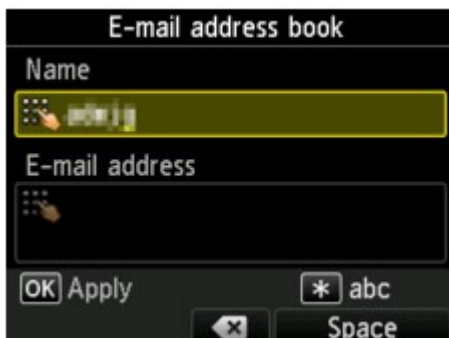 E-mail address book
Name
E-mail address
OK Apply
* abc
Space